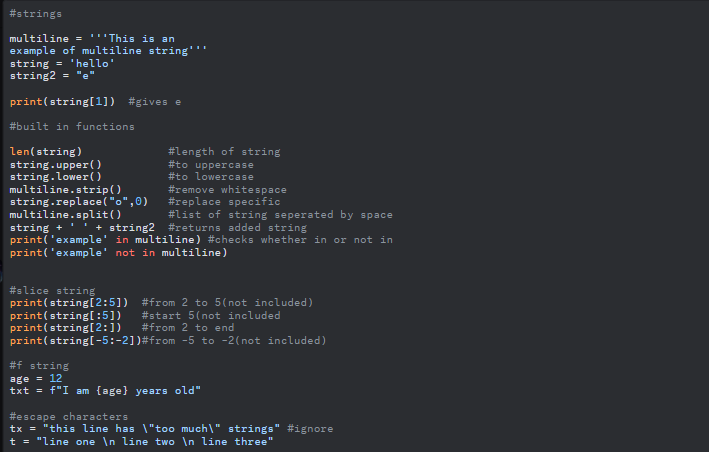 #strings
multiline = '''This is an
example of multiline string'''
string = 'hello'
string2 = "e"
print(string[1])  #gives e
#built in functions
len(string)             #length of string
string.upper()          #to uppercase
string.lower()          #to lowercase
multiline.strip()       #remove whitespace
string.replace("o",0)   #replace specific
multiline.split()       #list of string seperated by space
string + ' ' + string2  #returns added string
print('example' in multiline) #checks whether in or not in
print('example' not in multiline)
#slice string
print(string[2:5])  #from 2 to 5(not included)
print(string[:5])   #start 5(not included
print(string[2:])   #from 2 to end
print(string[-5:-2])#from -5 to -2(not included)
#f string
age = 12
txt = f"I am {age} years old"
#escape characters
tx = "this line has \"too much\" strings" #ignore
t = "line one \n line two \n line three"